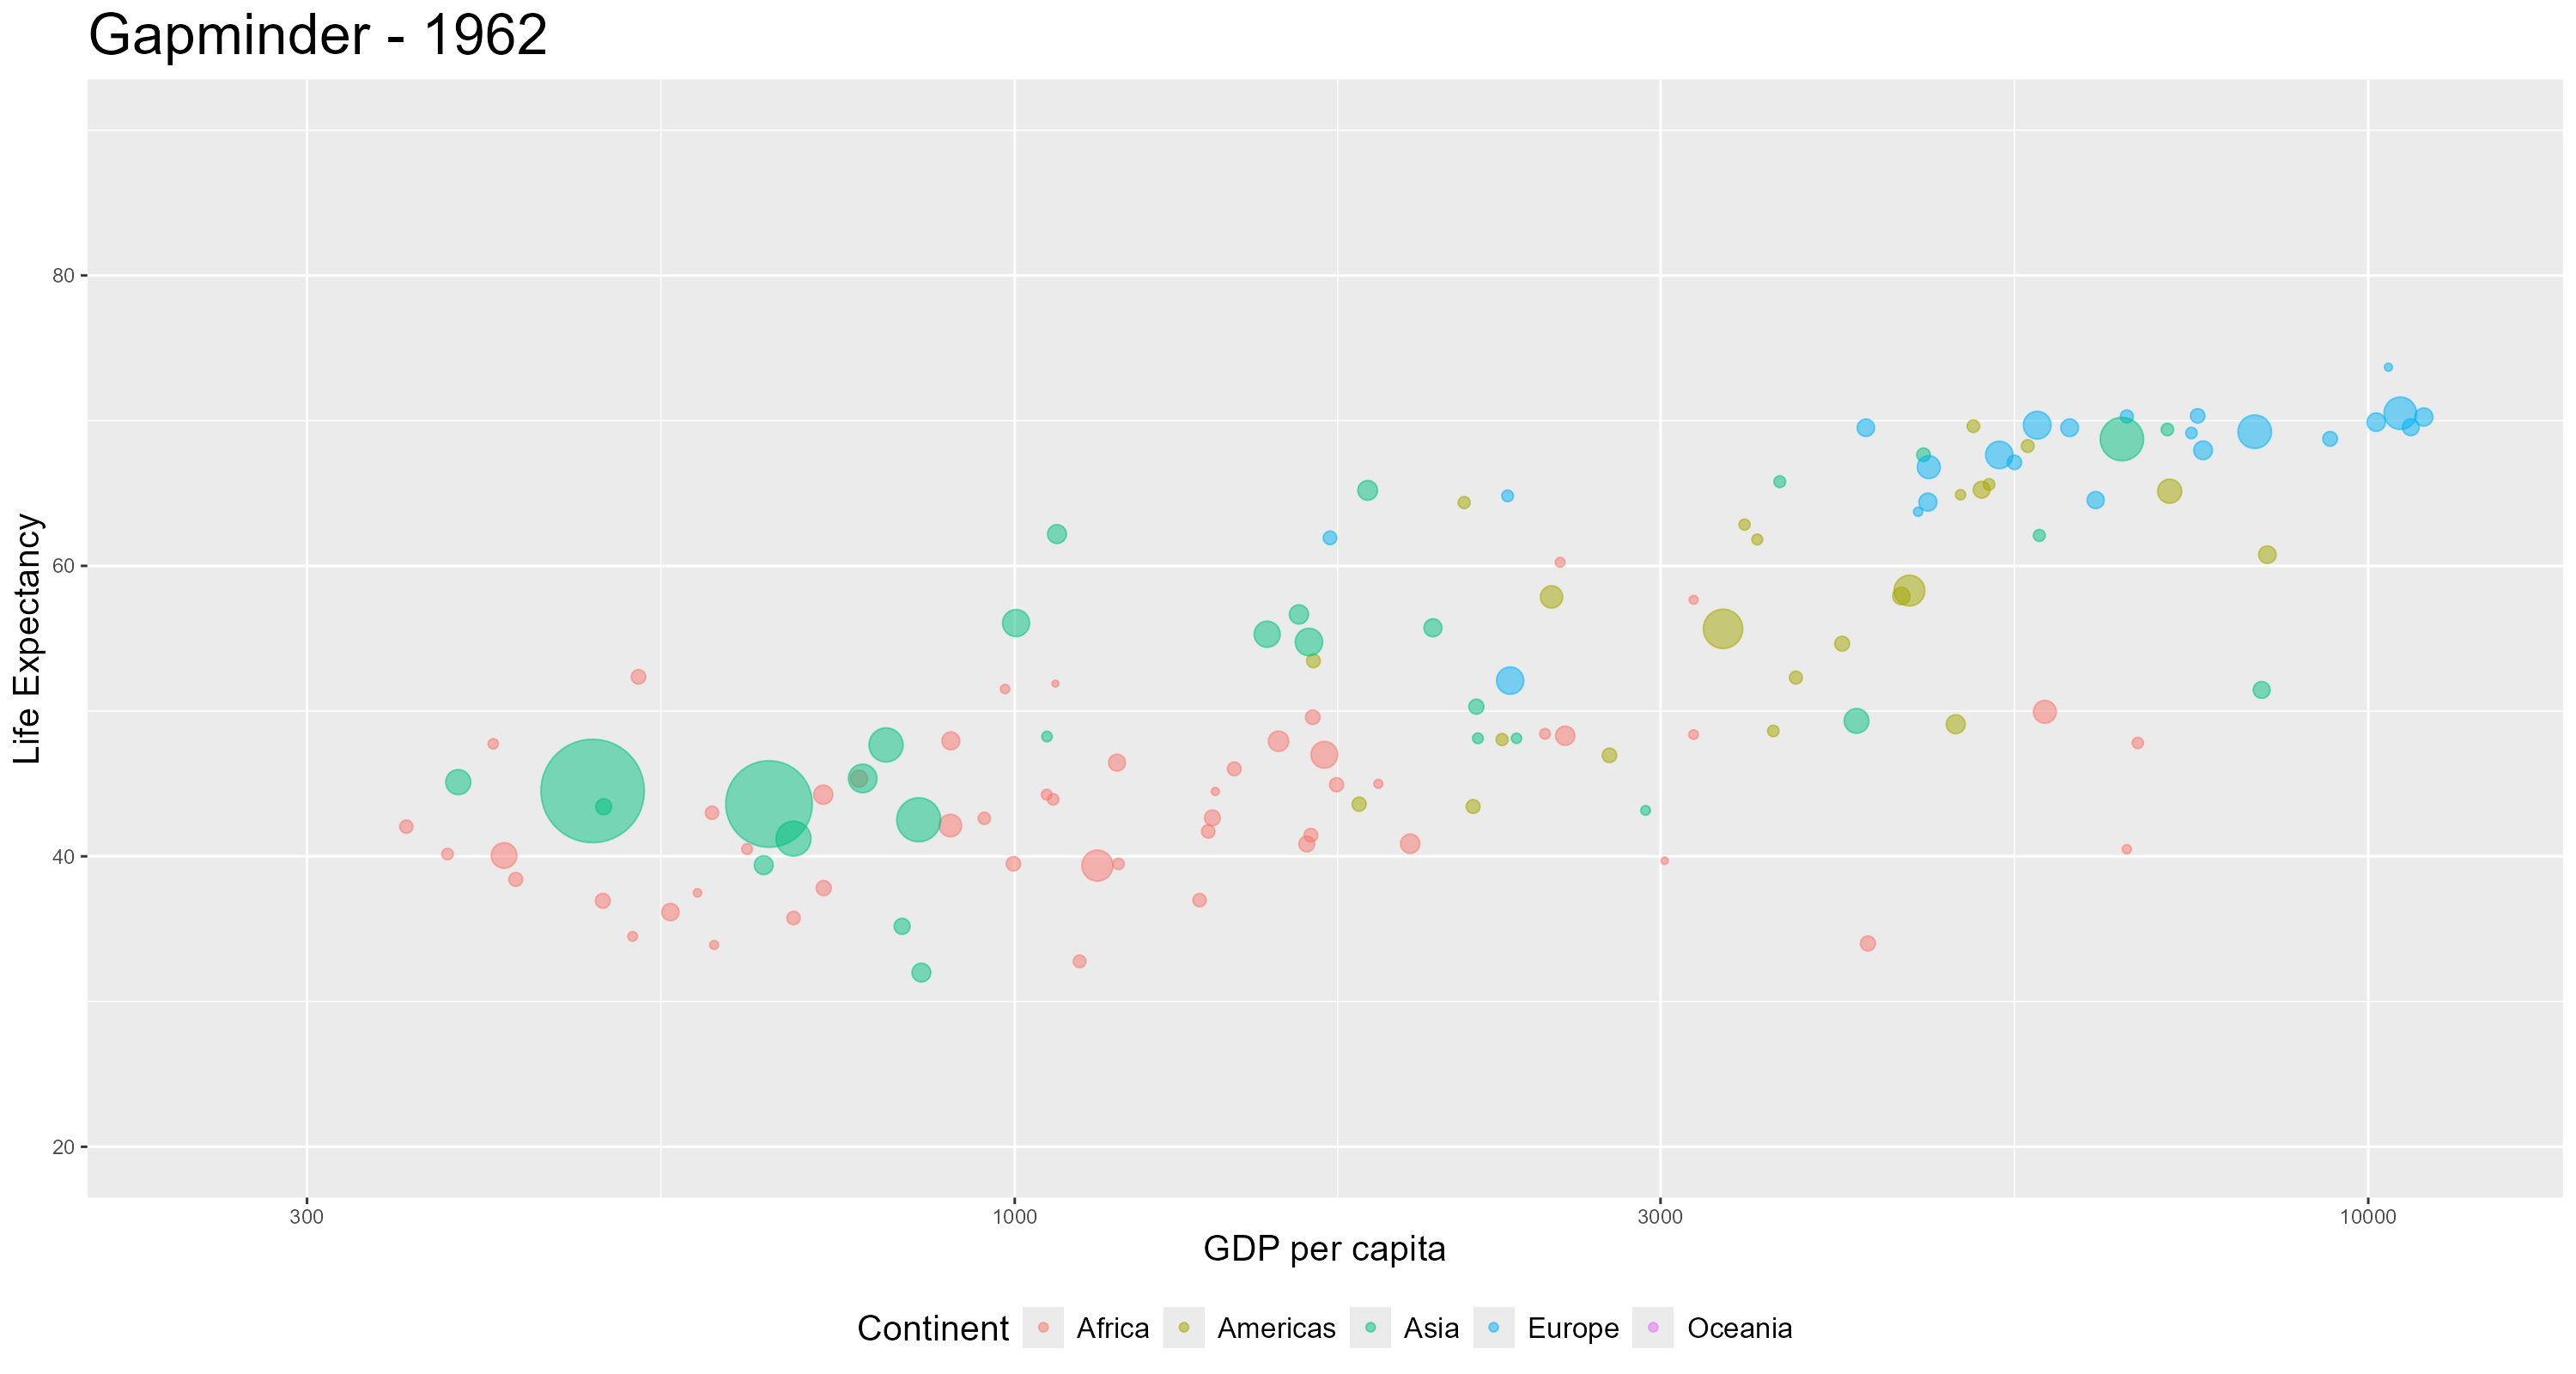 Gapminder - 1962
Life Expectancy
80
60
40
20
300 1000 3000 10000
GDP per capita
Continent Africa Americas Asia Europe Oceania